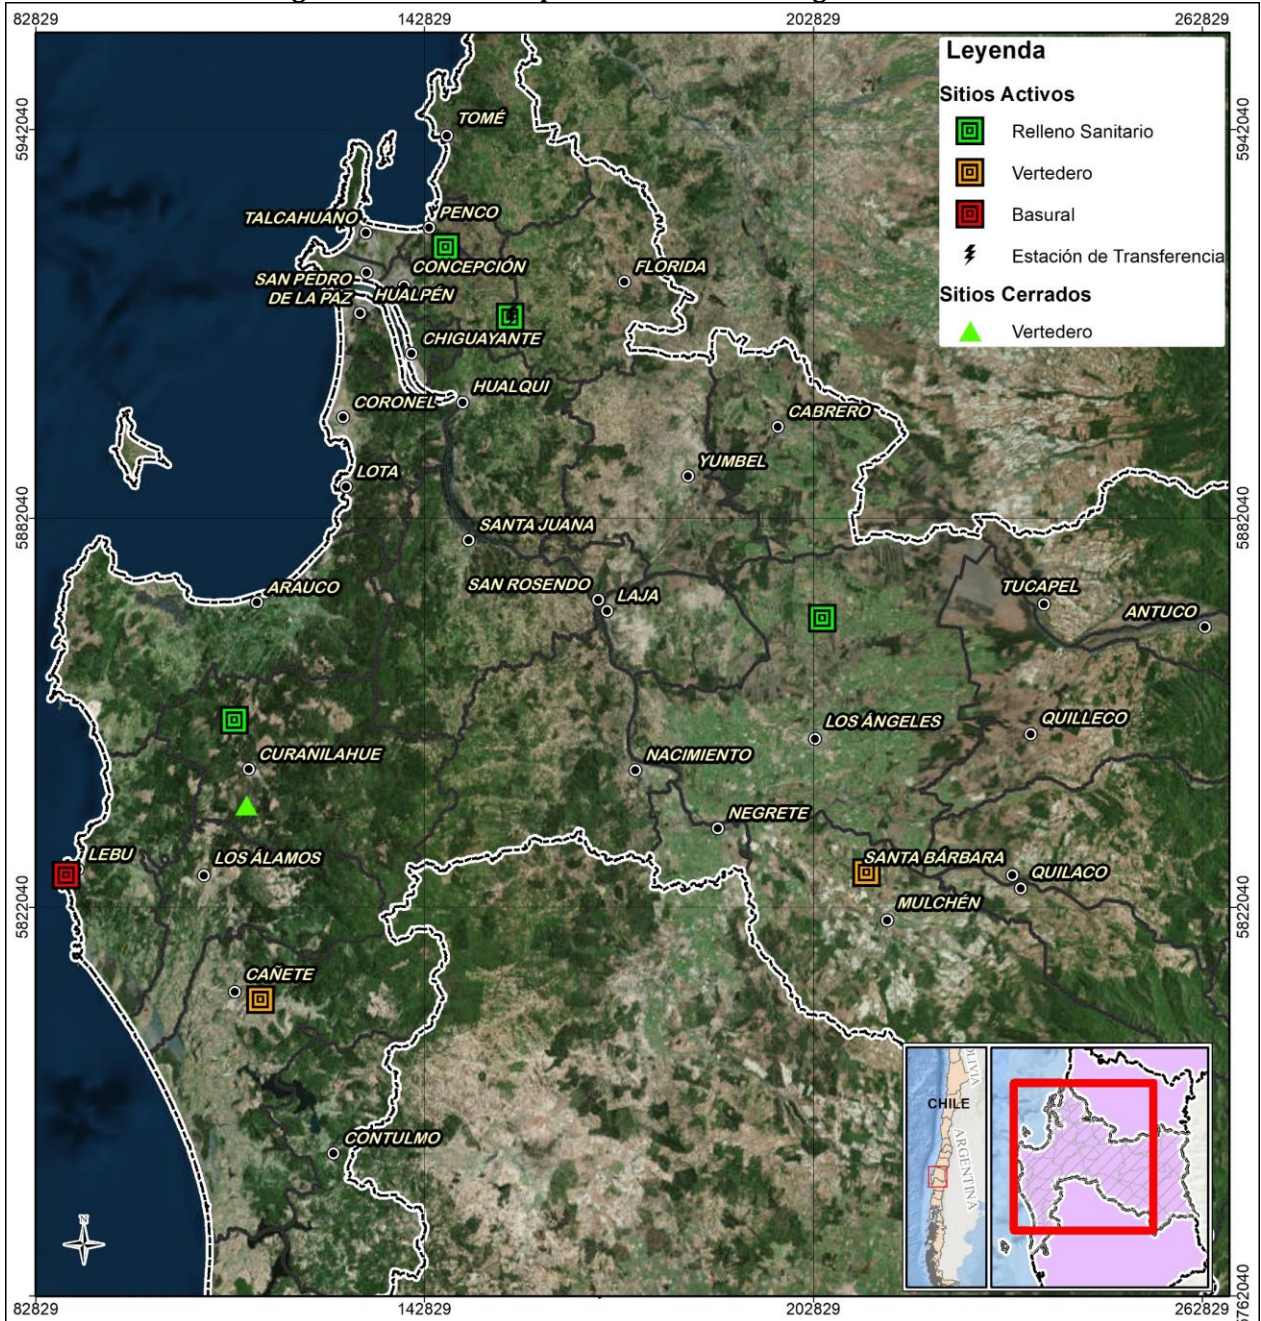 82829
142829
202829
262829
Leyenda
Sitios Activos
Relleno Sanitario
Vertedero
Basural
Estación de Transferencia
Sitios Cerrados
Vertedero
5942040
5942040
TOMÉ
TALCAHUANO
PENCO
CONCEPCIÓN
FLORIDA
SAN PEDRO
DE LA PAZ
HUALPÉN
CHIGUAYANTE
HUALQUI
CORONEL
CABRERO
YUMBEL
LOTA
5882040
5882040
SANTA JUANA
ARAUCO
SAN ROSENDO
LAJA
TUCAPEL
ANTUCO
LOS ÁNGELES
QUILLECO
CURANILAHUE
NACIMIENTO
NEGRETE
LEBU
LOS ÁLAMOS
SANTA BÁRBARA
QUILACO
5822040
5822040
MULCHÉN
CAÑETE
CONTULMO
CHILE
ARGENTINA
N
82829
142829
202829
262829
5762040